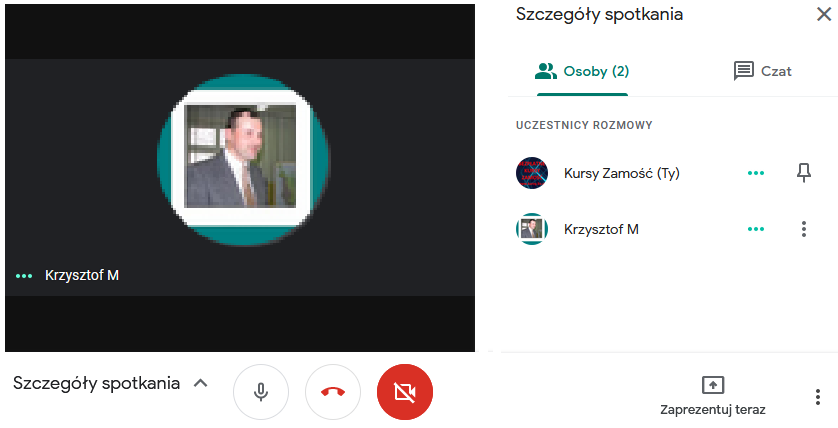 Szczegóły spotkania
Osoby (2)
Czat
UCZESTNICY ROZMOWY
Kursy Zamość (Ty)
Krzysztof M
Krzysztof M
Szczegóły spotkania
Zaprezentuj teraz